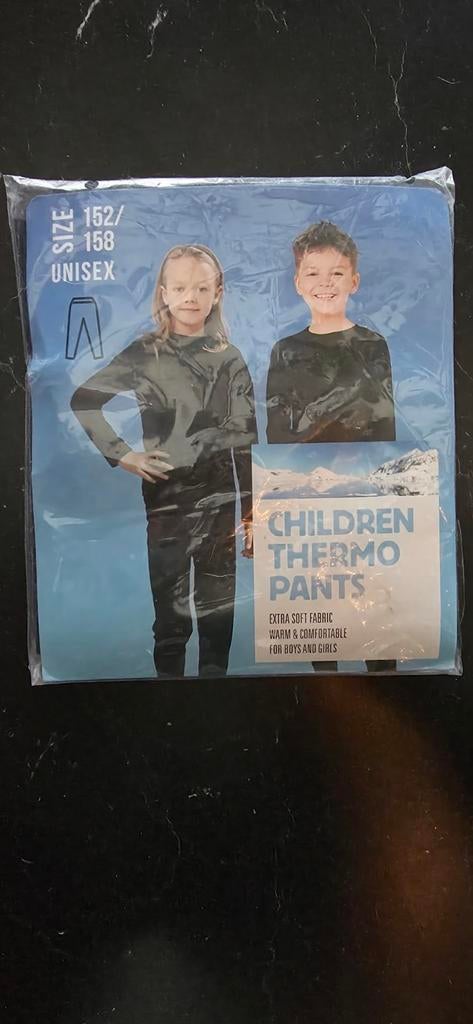 SIZE 152/
158
UNISEX
CHILDREN
THERMO
PANTS
EXTRA SOFT FABRIC
WARM & COMFORTABLE
FOR BOYS AND GIRLS